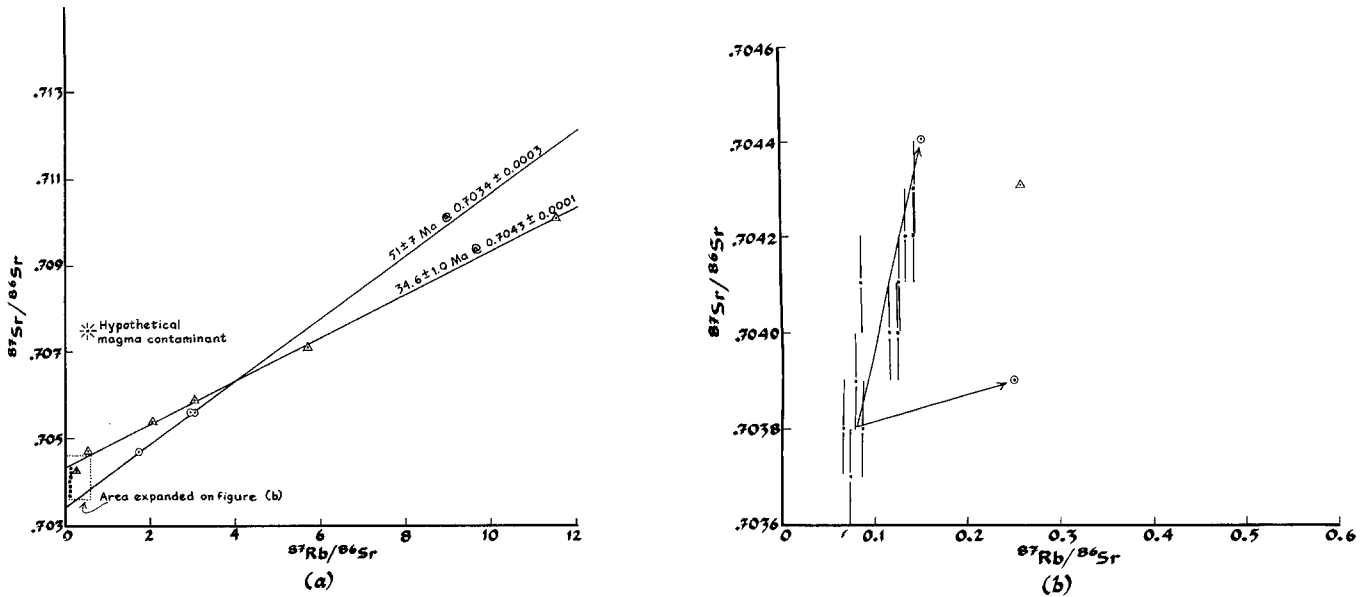 .713
.711
.709
.707
.705
.703
⁸⁷Sr/⁸⁶Sr
51±7 Ma @ 0.7034±0.0003
34.6±1.0 Ma @ 0.7043±0.0001
Hypothetical
magma contaminant
Area expanded on figure (b)
0 2 4 6 8 10 12
⁸⁷Rb/⁸⁶Sr
(a)
.7046
.7044
.7042
.7040
.7038
.7036
⁸⁷Sr/⁸⁶Sr
0 0.1 0.2 0.3 0.4 0.5 0.6
⁸⁷Rb/⁸⁶Sr
(b)